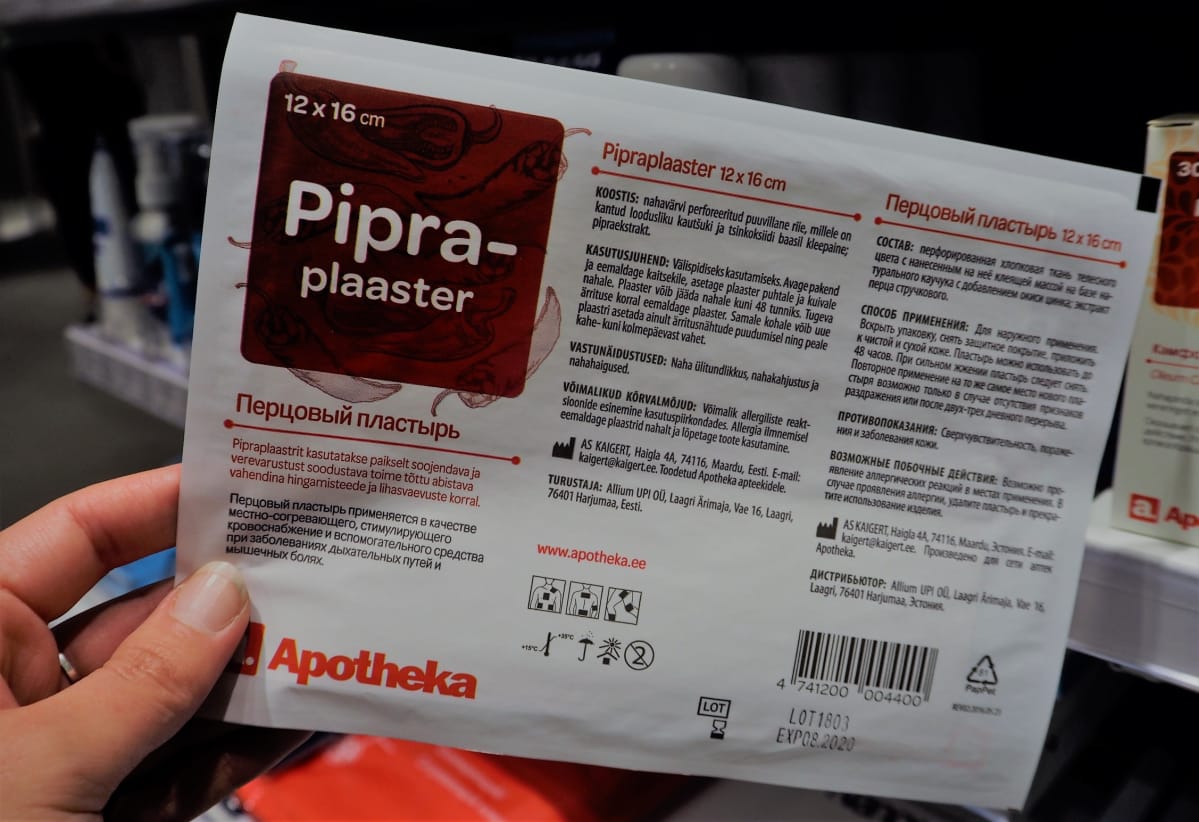 12 x 16 cm
Pipra-
plaaster
Перцовый пластырь
Pipraplaastrit kasutatakse paikselt soojendava ja
verevarustust soodustava toime tõttu abistava
vahendina hingamisteede ja lihasvaevuste korral.
Перцовый пластырь применяется в качестве
местно-согревающего, стимулирующего
кровоснабжение и вспомогательного средства
при заболеваниях дыхательных путей и
мышечных болях.
a. Apotheka
Pipraplaaster 12 x 16 cm
KOOSTIS: nahavärvi perforeeritud puuvillane riie, millele on
kantud loodusliku kautšuki ja tsinkoksiidi baasil kleepaine;
pipraekstrakt.
KASUTUSJUHEND: Välispidiseks kasutamiseks. Avage pakend
ja eemaldage kaitsekile, asetage plaaster puhtale ja kuivale
nahale. Plaaster võib jääda nahale kuni 48 tunniks. Tugeva
ärrituse korral eemaldage plaaster. Samale kohale võib uue
plaastri asetada ainult ärritusnähtude puudumisel ning peale
kahe- kuni kolmepäevast vahet.
VASTUNÄIDUSTUSED: Naha ülitundlikkus, nahakahjustus ja
nahahaigused.
VÕIMALIKUD KÕRVALMÕJUD: Võimalik allergiliste reakt-
sioonide esinemine kasutuspiirkondades. Allergia ilmnemisel
eemaldage plaastrid nahalt ja lõpetage toote kasutamine.
AS KAIGERT, Haigla 4A, 74116, Maardu, Eesti. E-mail:
kaigert@kaigert.ee. Toodetud Apotheka apteekidele.
TURUSTAJA: Allium UPI OÜ, Laagri Ärimaja, Vae 16, Laagri,
76401 Harjumaa, Eesti.
www.apotheka.ee
+15°C +35°C
2
LOT
Перцовый пластырь 12 x 16 cm
СОСТАВ: перфорированная хлопковая ткань телесного
цвета с нанесенным на неё клеящей массой на базе на-
турального каучука с добавлением окиси цинка; экстракт
перца стручкового.
СПОСОБ ПРИМЕНЕНИЯ: Для наружного применения.
Вскрыть упаковку, снять защитное покрытие, приложить
к чистой и сухой коже. Пластырь можно использовать до
48 часов. При сильном жжении пластырь следует снять.
Повторное применение на то же самое место нового пла-
стыря возможно только в случае отсутствия признаков
раздражения или после двух-трех дневного перерыва.
ПРОТИВОПОКАЗАНИЯ: Сверхчувствительность, пораже-
ния и заболевания кожи.
ВОЗМОЖНЫЕ ПОБОЧНЫЕ ДЕЙСТВИЯ: Возможно про-
явление аллергических реакций в местах применения. В
случае проявления аллергии, удалите пластырь и прекра-
тите использование изделия.
AS KAIGERT, Haigla 4A, 74116, Maardu, Эстония. E-mail:
kaigert@kaigert.ee. Произведено для сети аптек
Apotheka.
ДИСТРИБЬЮТОР: Allium UPI OÜ, Laagri Ärimaja, Vae 16,
Laagri, 76401 Harjumaa, Эстония.
4 741200 004400
LOT1803
EXP08.2020
81
PapPet
30
a. Ap